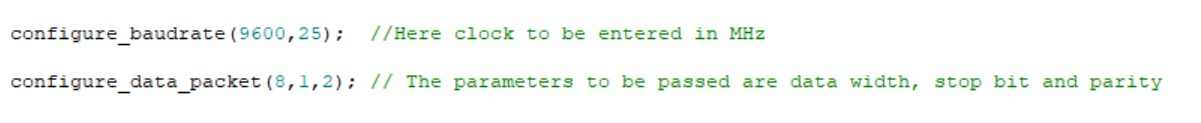 configure_baudrate(9600,25);  //Here clock to be entered in MHz
configure_data_packet(8,1,2); // The parameters to be passed are data width, stop bit and parity